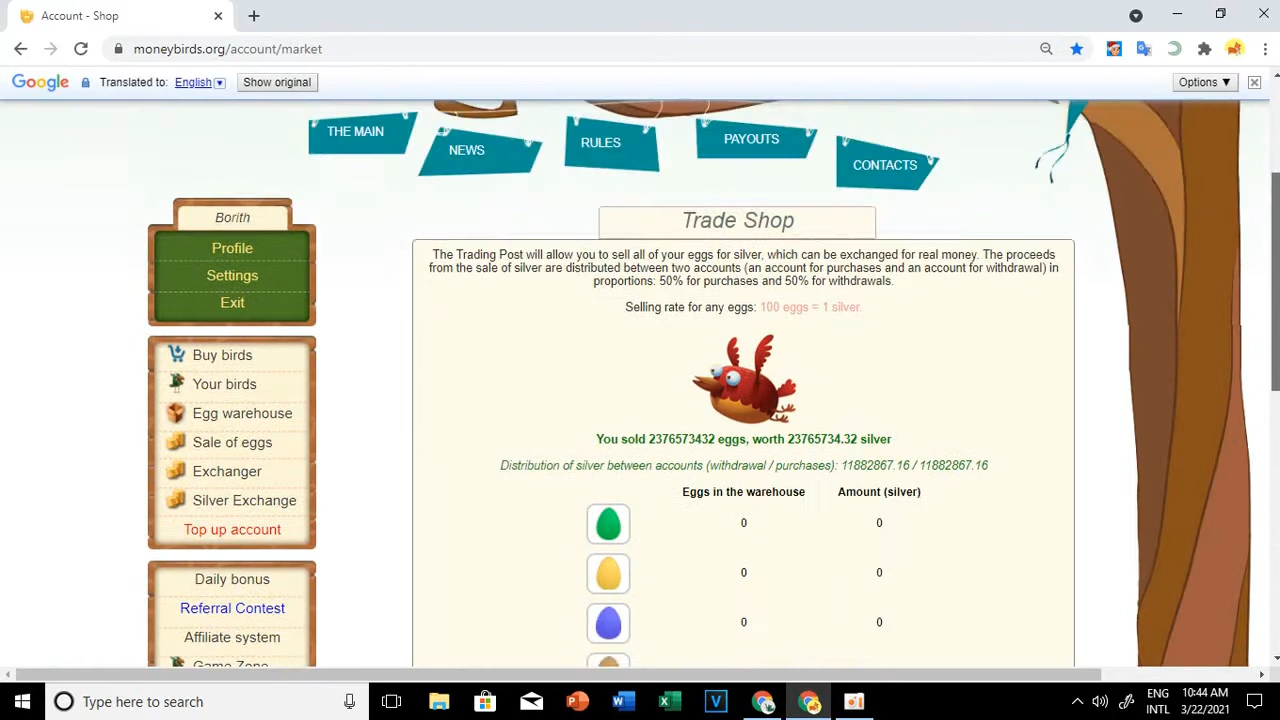 Account - Shop
moneybirds.org/account/market
Google Translated to: English Show original Options
THE MAIN
NEWS
RULES
PAYOUTS
CONTACTS
Borith
Profile
Settings
Exit
Buy birds
Your birds
Egg warehouse
Sale of eggs
Exchanger
Silver Exchange
Top up account
Daily bonus
Referral Contest
Affiliate system
Game Zone
Trade Shop
The Trading Post will allow you to sell all of your eggs for silver, which can be exchanged for real money. The proceeds
from the sale of silver are distributed between two accounts (an account for purchases and an account for withdrawal) in
proportions: 50% for purchases and 50% for withdrawals.
Selling rate for any eggs: 100 eggs = 1 silver.
You sold 2376573432 eggs, worth 23765734.32 silver
Distribution of silver between accounts (withdrawal / purchases): 11882867.16 / 11882867.16
Eggs in the warehouse Amount (silver)
0 0
0 0
0 0
Type here to search
ENG
INTL
10:44 AM
3/22/2021